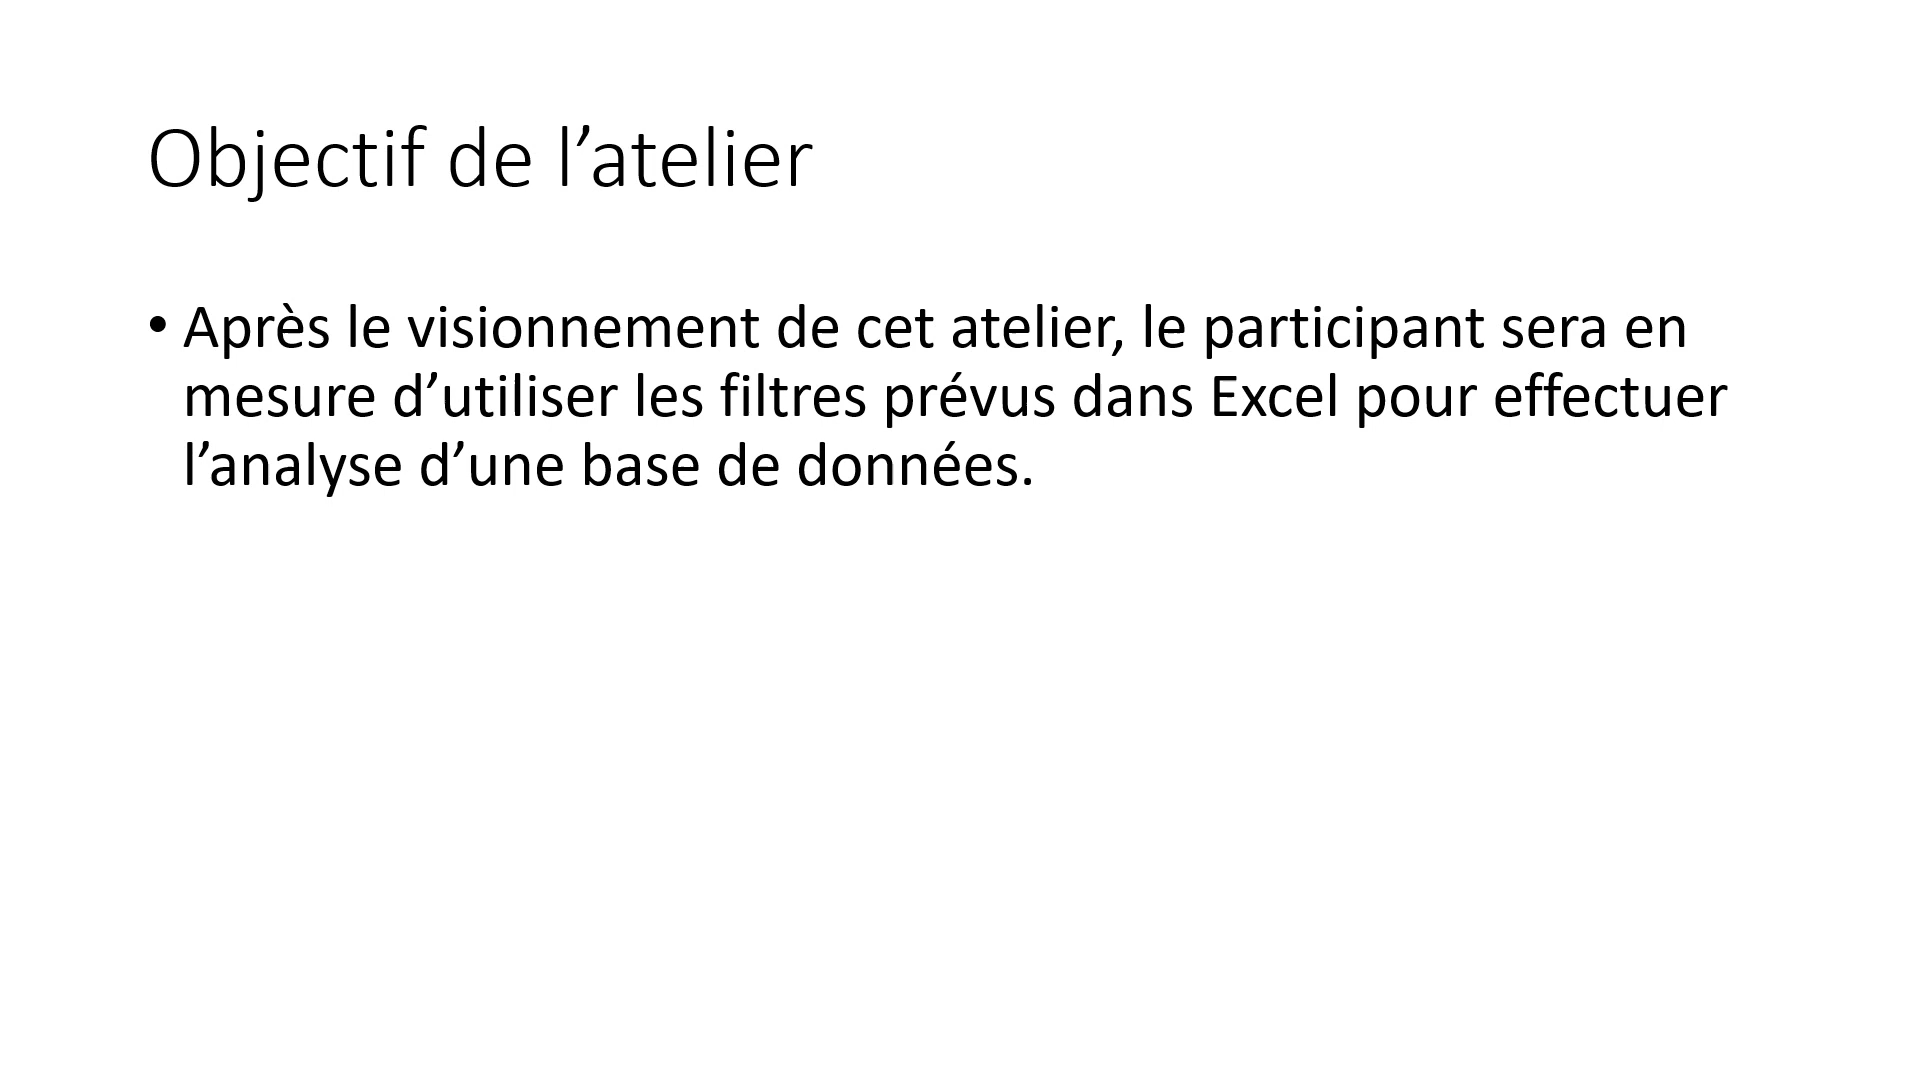 Objectif de l’atelier
• Après le visionnement de cet atelier, le participant sera en
mesure d’utiliser les filtres prévus dans Excel pour effectuer
l’analyse d’une base de données.